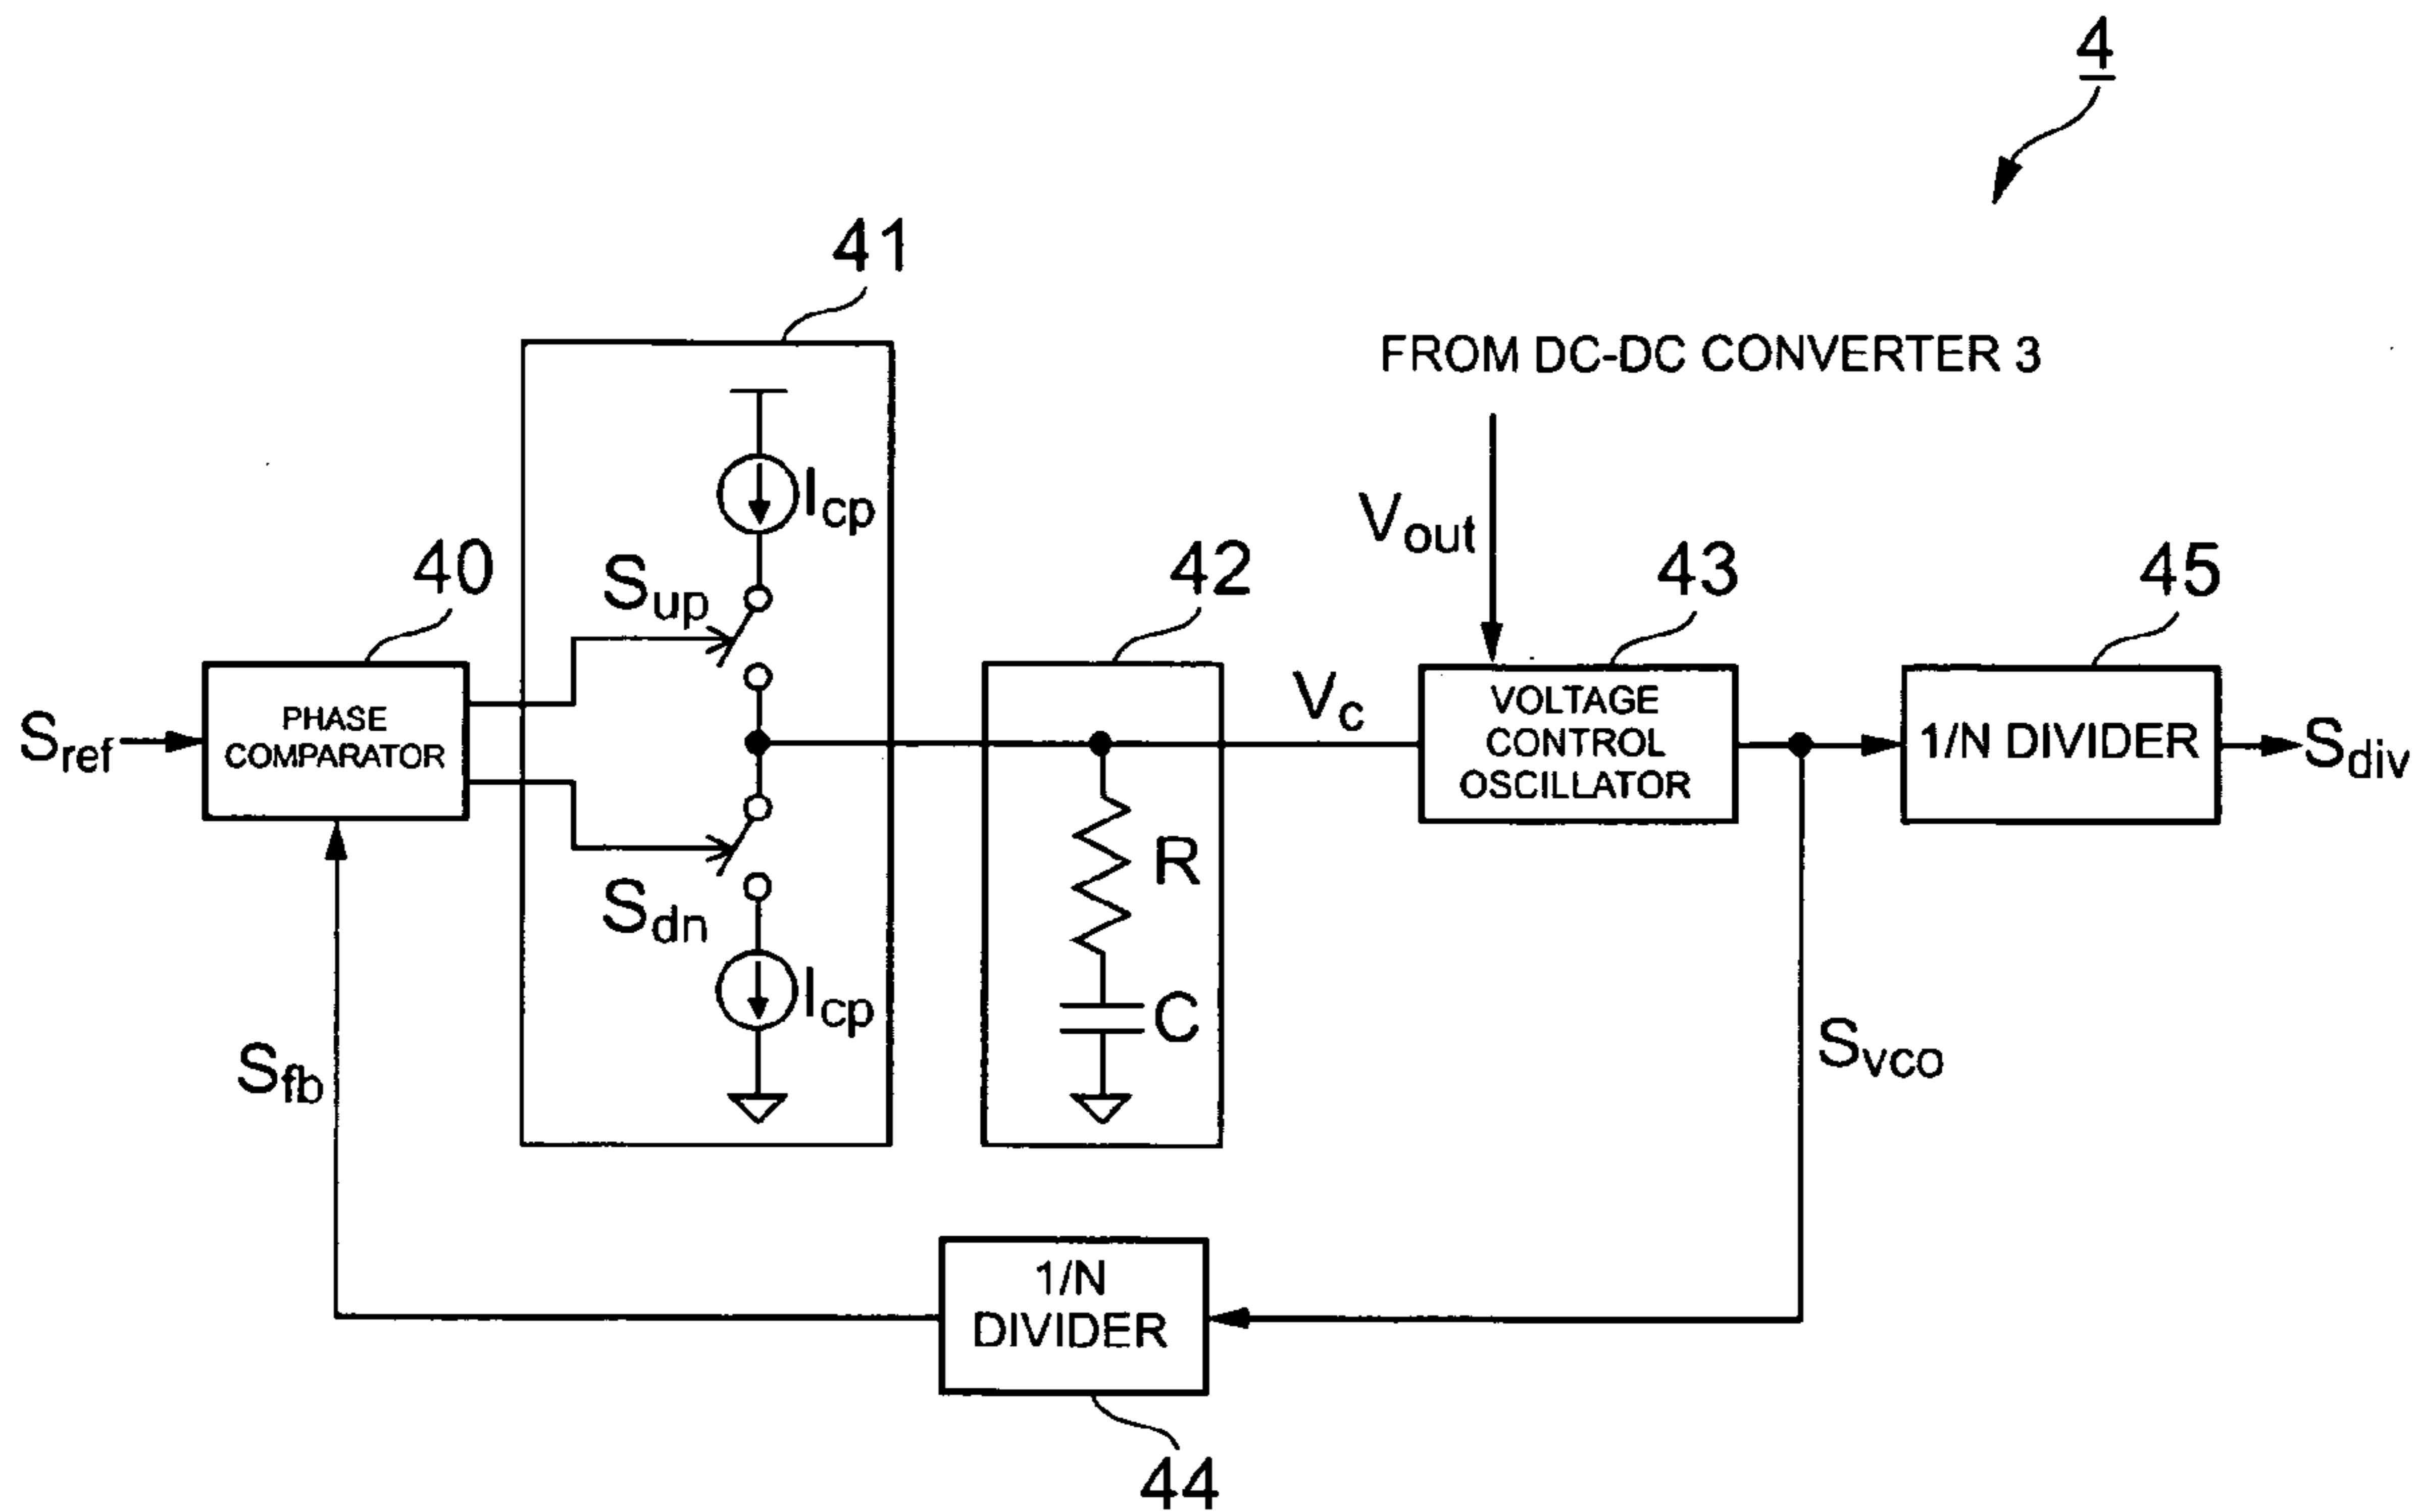 4
41
FROM DC-DC CONVERTER 3
Icp
Vout
40
Sup
42
43
45
Sref
PHASE
COMPARATOR
Vc
VOLTAGE
CONTROL
OSCILLATOR
1/N DIVIDER
Sdiv
R
Sdn
Icp
C
Sfb
Svco
1/N
DIVIDER
44